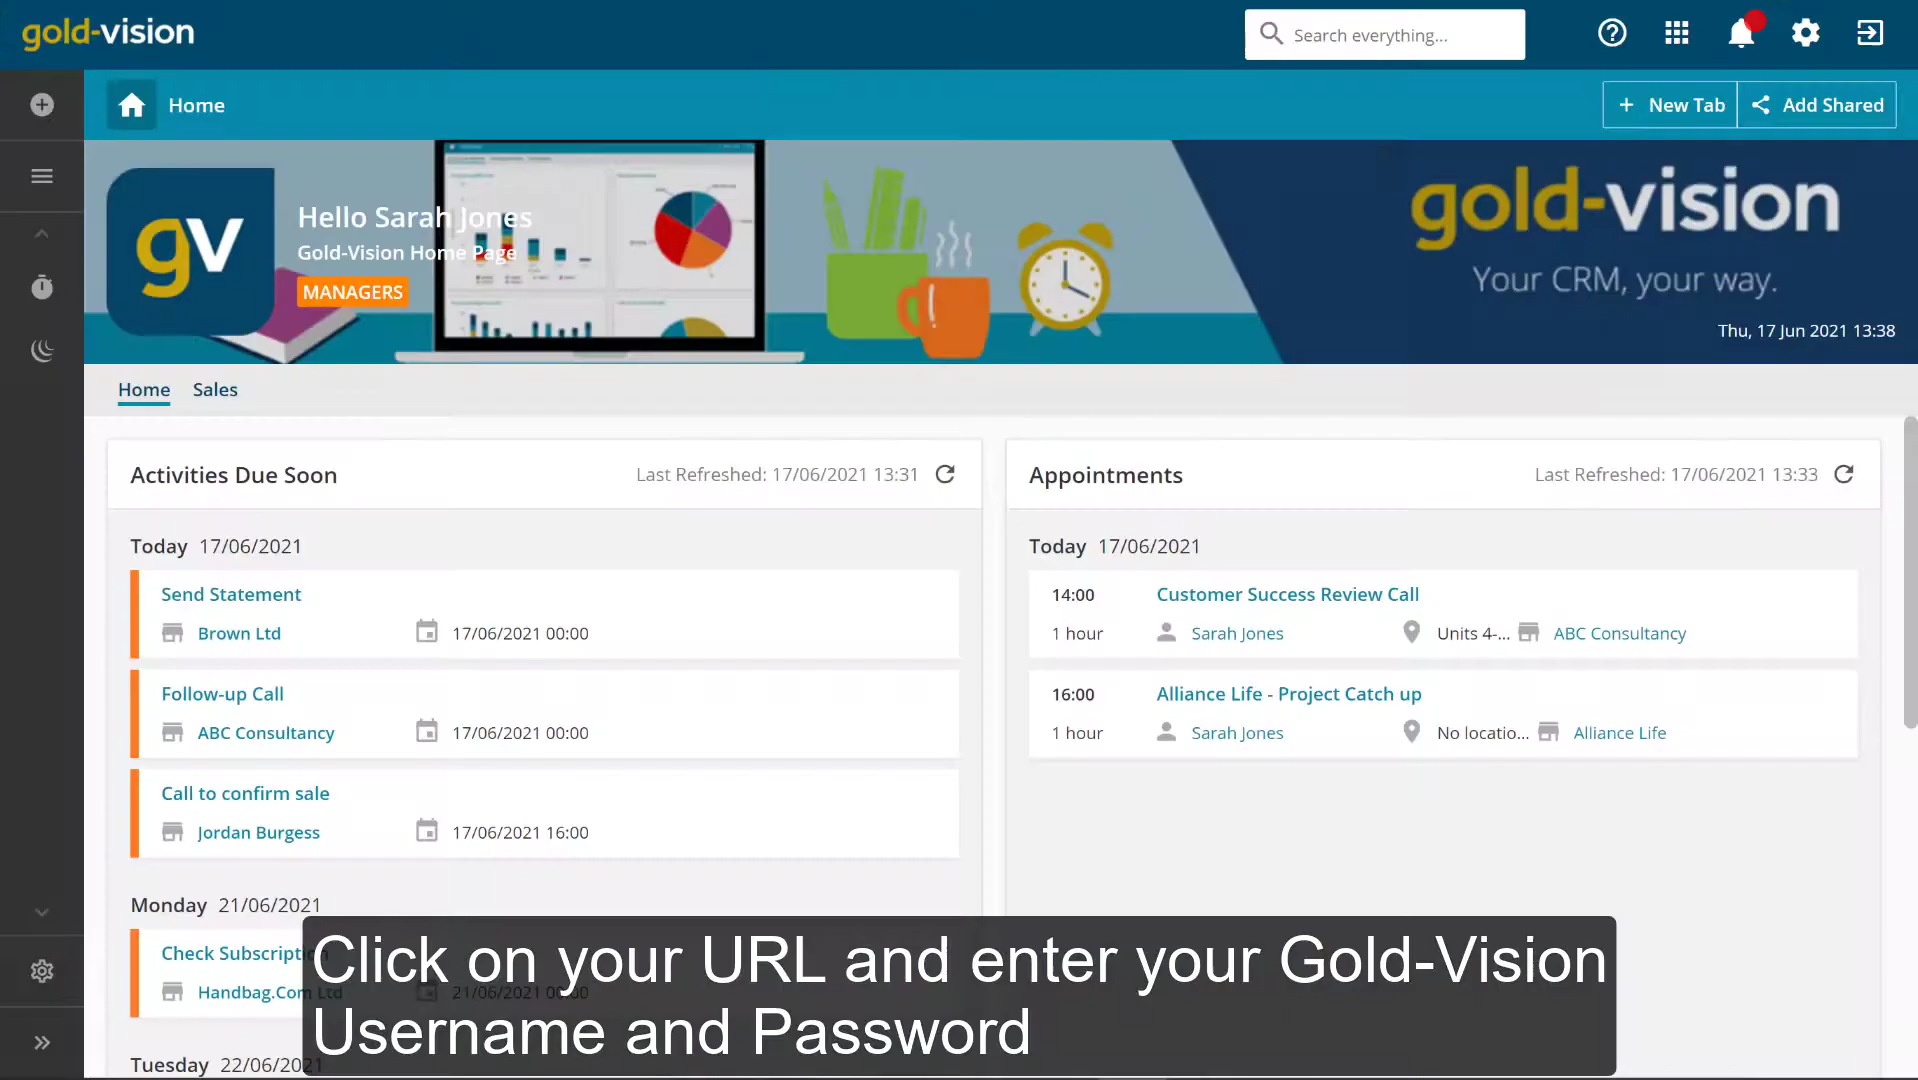 gold-vision
Search everything...
Home
New Tab
Add Shared
gv
Hello Sarah Jones
Gold-Vision Home Page
MANAGERS
gold-vision
Your CRM, your way.
Thu, 17 Jun 2021 13:38
Home Sales
Activities Due Soon
Last Refreshed: 17/06/2021 13:31
Today 17/06/2021
Send Statement
Brown Ltd 17/06/2021 00:00
Follow-up Call
ABC Consultancy 17/06/2021 00:00
Call to confirm sale
Jordan Burgess 17/06/2021 16:00
Monday 21/06/2021
Check Subscripti
Handbag.Com Ltd 21/06/2021 00:00
Tuesday 22/06/2021
Appointments
Last Refreshed: 17/06/2021 13:33
Today 17/06/2021
14:00 Customer Success Review Call
1 hour Sarah Jones Units 4-... ABC Consultancy
16:00 Alliance Life - Project Catch up
1 hour Sarah Jones No locatio... Alliance Life
Click on your URL and enter your Gold-Vision
Username and Password